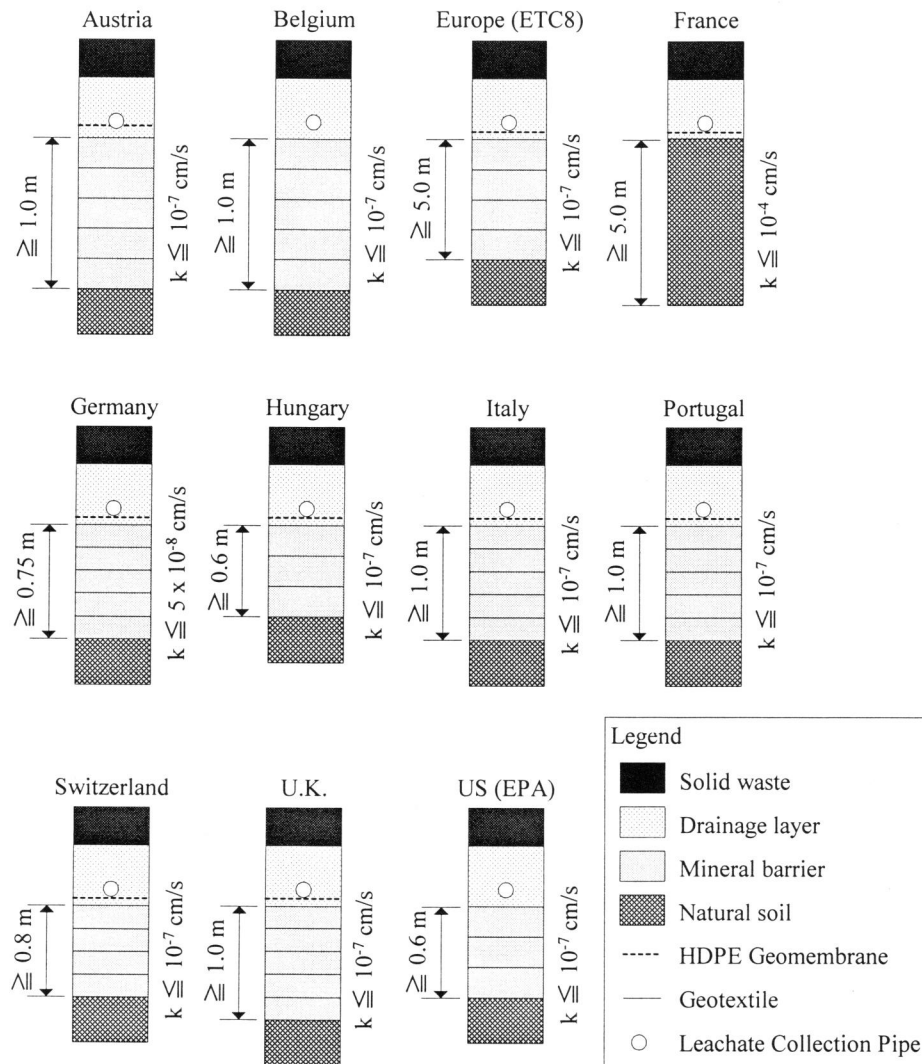 Austria
Belgium
Europe (ETC8)
France
≥ 1.0 m
k ≤ 10⁻⁷ cm/s
≥ 1.0 m
k ≤ 10⁻⁷ cm/s
≥ 5.0 m
k ≤ 10⁻⁷ cm/s
≥ 5.0 m
k ≤ 10⁻⁴ cm/s
Germany
Hungary
Italy
Portugal
≥ 0.75 m
k ≤ 5 x 10⁻⁸ cm/s
≥ 0.6 m
k ≤ 10⁻⁷ cm/s
≥ 1.0 m
k ≤ 10⁻⁷ cm/s
≥ 1.0 m
k ≤ 10⁻⁷ cm/s
Switzerland
U.K.
US (EPA)
≥ 0.8 m
k ≤ 10⁻⁷ cm/s
≥ 1.0 m
k ≤ 10⁻⁷ cm/s
≥ 0.6 m
k ≤ 10⁻⁷ cm/s
Legend
Solid waste
Drainage layer
Mineral barrier
Natural soil
HDPE Geomembrane
Geotextile
Leachate Collection Pipe